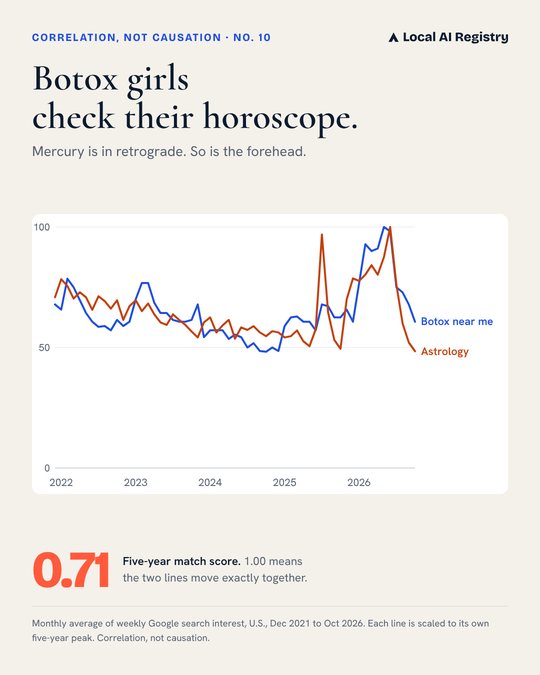 CORRELATION, NOT CAUSATION · NO. 10
Local AI Registry
Botox girls
check their horoscope.
Mercury is in retrograde. So is the forehead.
100
50
0
Botox near me
Astrology
2022 2023 2024 2025 2026
0.71
Five-year match score. 1.00 means
the two lines move exactly together.
Monthly average of weekly Google search interest, U.S., Dec 2021 to Oct 2026. Each line is scaled to its own
five-year peak. Correlation, not causation.